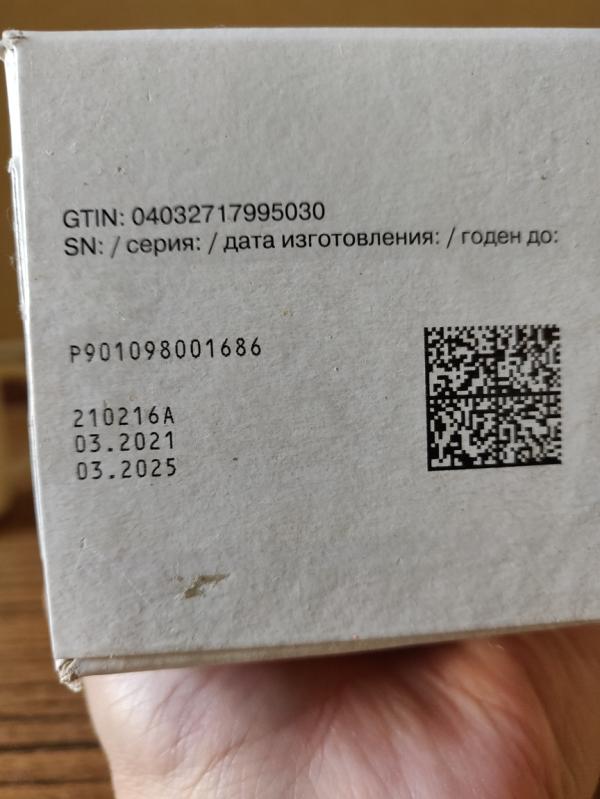 GTIN: 04032717995030
SN: / серия: / дата изготовления: / годен до:
P901098001686
210216A
03.2021
03.2025